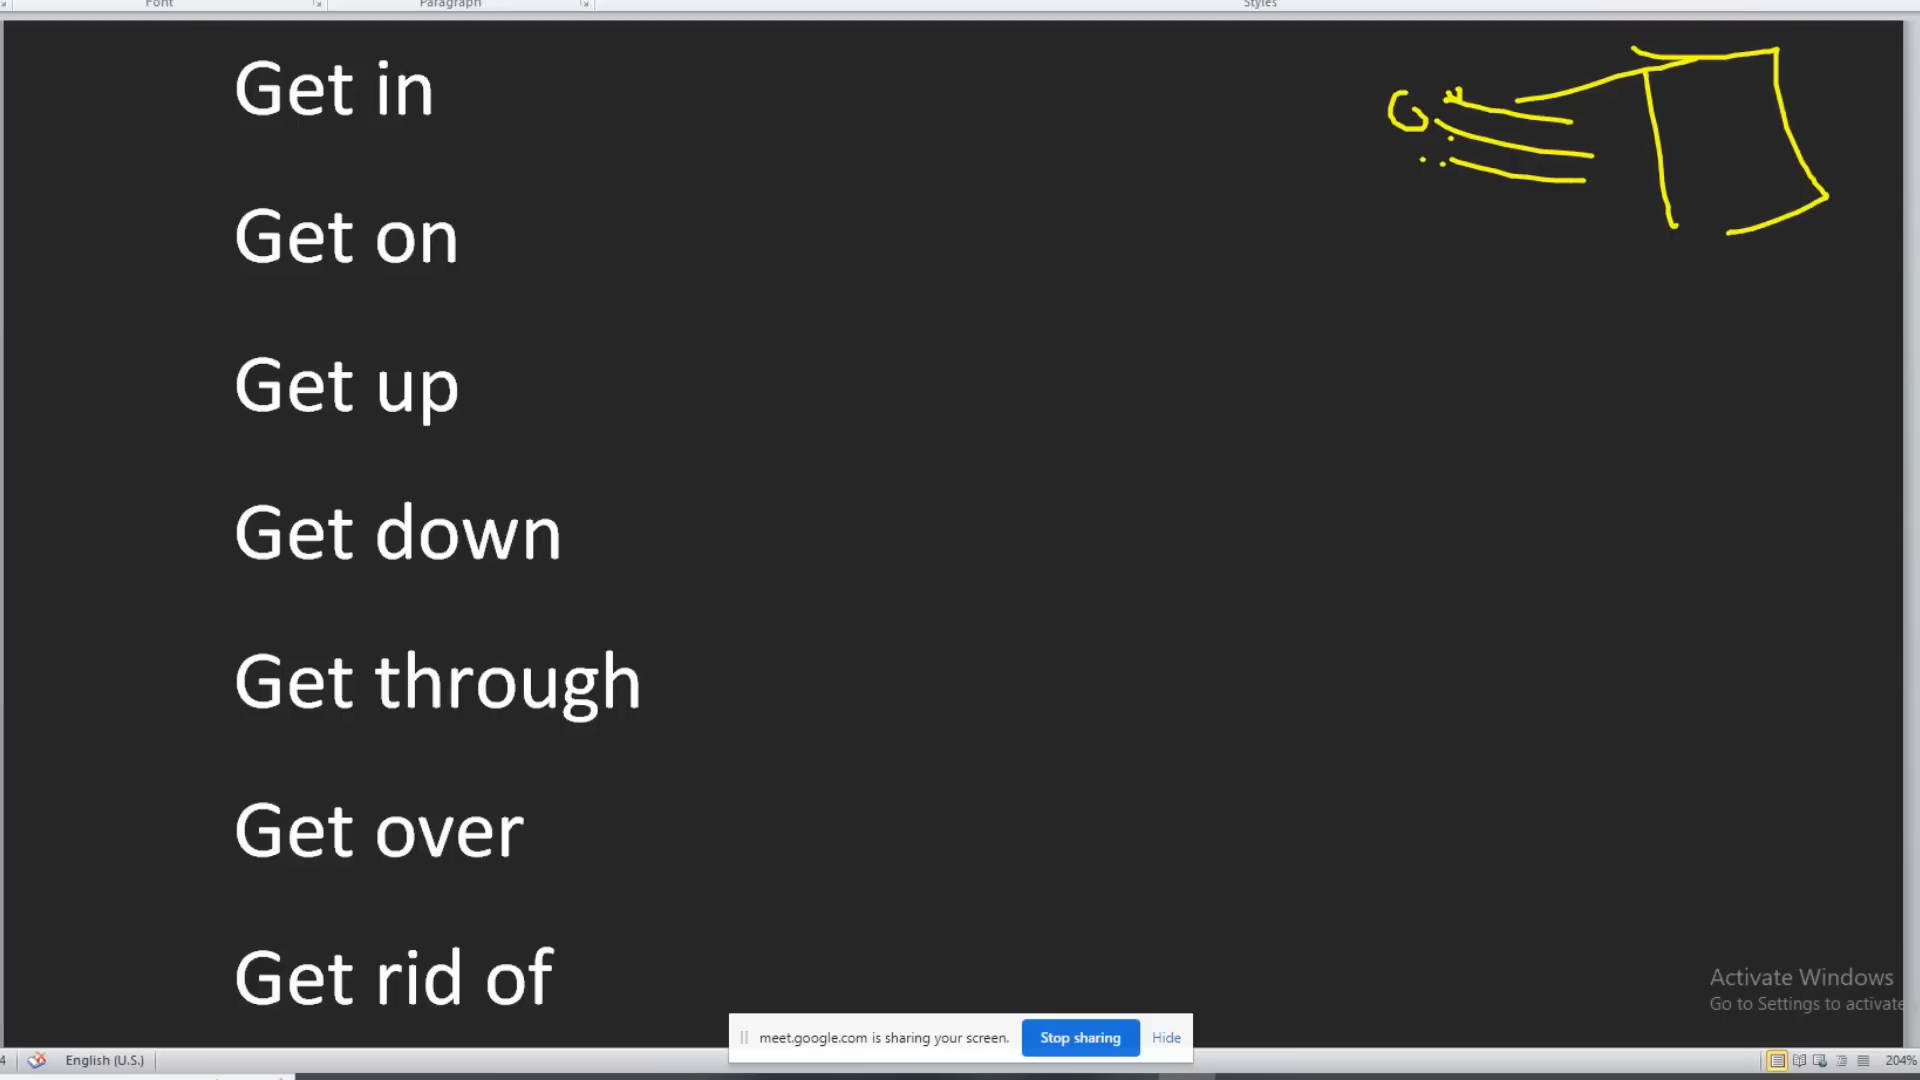 Font Paragraph Styles
Get in
Get on
Get up
Get down
Get through
Get over
Get rid of
Activate Windows
Go to Settings to activate
meet.google.com is sharing your screen. Stop sharing Hide
4 English (U.S.) 204%